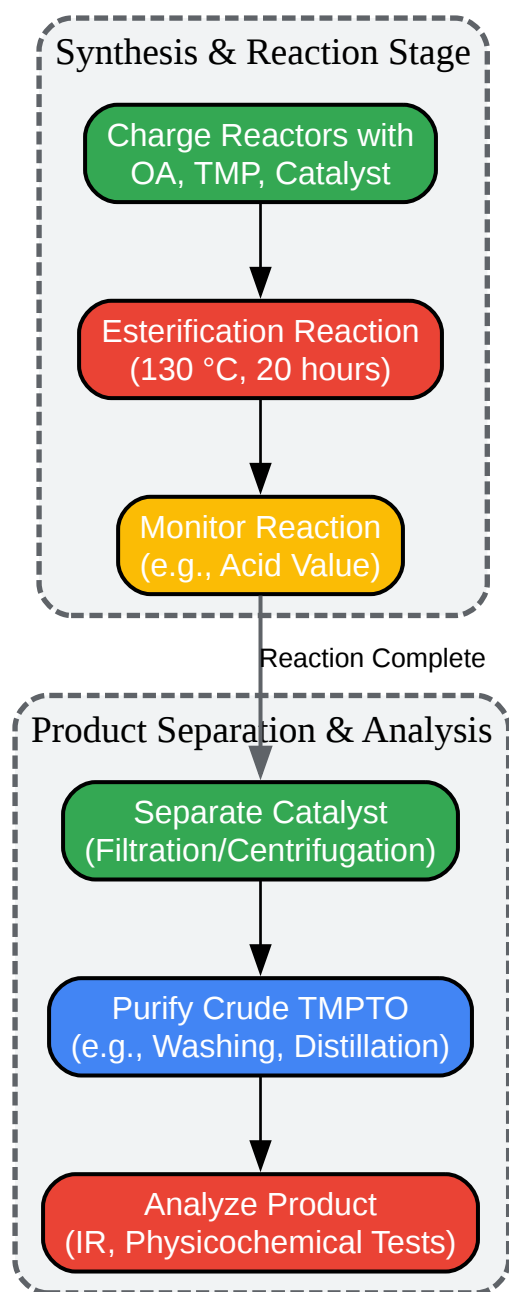 Synthesis & Reaction Stage
Charge Reactors with
OA, TMP, Catalyst
Esterification Reaction
(130 °C, 20 hours)
Monitor Reaction
(e.g., Acid Value)
Reaction Complete
Product Separation & Analysis
Separate Catalyst
(Filtration/Centrifugation)
Purify Crude TMPTO
(e.g., Washing, Distillation)
Analyze Product
(IR, Physicochemical Tests)